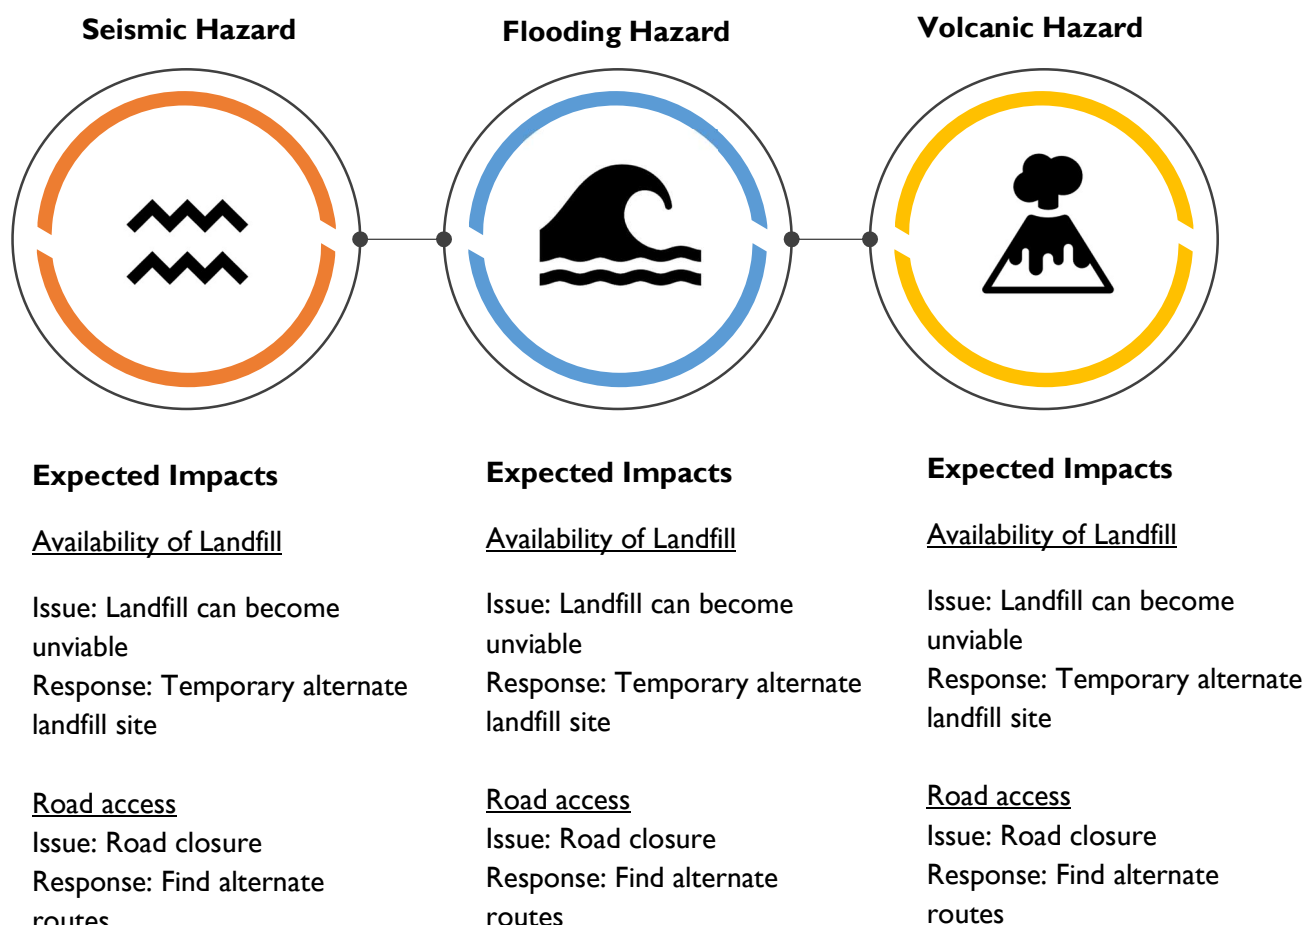 Seismic Hazard
Flooding Hazard
Volcanic Hazard
Expected Impacts
Availability of Landfill
Issue: Landfill can become
unviable
Response: Temporary alternate
landfill site
Road access
Issue: Road closure
Response: Find alternate
routes
Expected Impacts
Availability of Landfill
Issue: Landfill can become
unviable
Response: Temporary alternate
landfill site
Road access
Issue: Road closure
Response: Find alternate
routes
Expected Impacts
Availability of Landfill
Issue: Landfill can become
unviable
Response: Temporary alternate
landfill site
Road access
Issue: Road closure
Response: Find alternate
routes